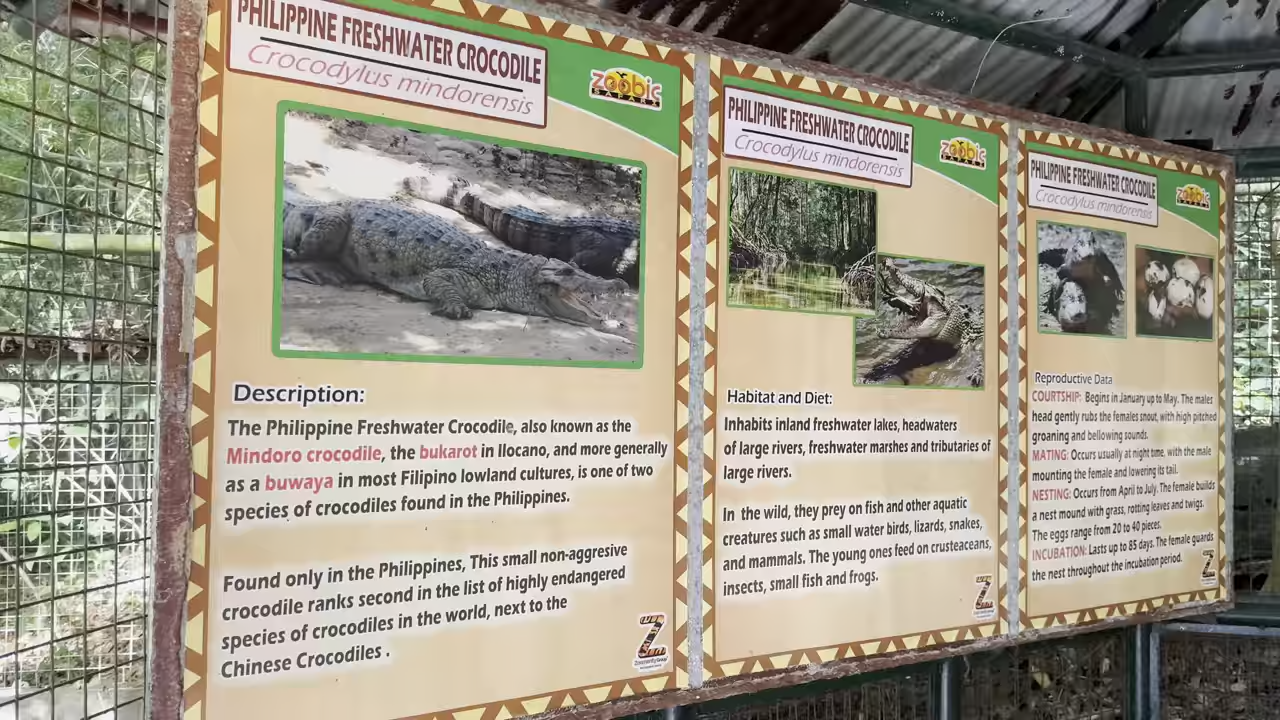 PHILIPPINE FRESHWATER CROCODILE
Crocodylus mindorensis
zoobic
SAFARI
Description:
The Philippine Freshwater Crocodile, also known as the
Mindoro crocodile, the bukarot in Ilocano, and more generally
as a buwaya in most Filipino lowland cultures, is one of two
species of crocodiles found in the Philippines.
Found only in the Philippines, This small non-aggresive
crocodile ranks second in the list of highly endangered
species of crocodiles in the world, next to the
Chinese Crocodiles .
PHILIPPINE FRESHWATER CROCODILE
Crocodylus mindorensis
zoobic
SAFARI
Habitat and Diet:
Inhabits inland freshwater lakes, headwaters
of large rivers, freshwater marshes and tributaries of
large rivers.
In the wild, they prey on fish and other aquatic
creatures such as small water birds, lizards, snakes,
and mammals. The young ones feed on crusteaceans,
insects, small fish and frogs.
PHILIPPINE FRESHWATER CROCODILE
Crocodylus mindorensis
zoobic
Reproductive Data
COURTSHIP: Begins in January up to May. The males
head gently rubs the females snout, with high pitched
groaning and bellowing sounds.
MATING: Occurs usually at night time, with the male
mounting the female and lowering its tail.
NESTING: Occurs from April to July. The female builds
a nest mound with grass, rotting leaves and twigs.
The eggs range from 20 to 40 pieces.
INCUBATION: Lasts up to 85 days. The female guards
the nest throughout the incubation period.